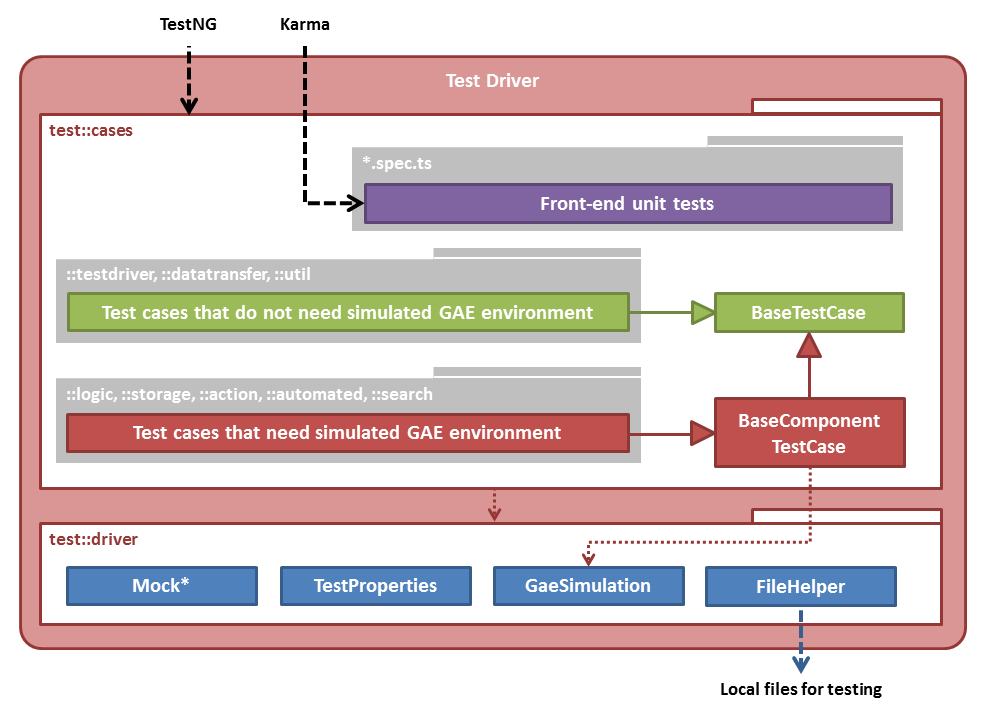 TestNG
Karma
Test Driver
test::cases
*.spec.ts
Front-end unit tests
::testdriver, ::datatransfer, ::util
Test cases that do not need simulated GAE environment
BaseTestCase
::logic, ::storage, ::action, ::automated, ::search
Test cases that need simulated GAE environment
BaseComponent
TestCase
test::driver
Mock*
TestProperties
GaeSimulation
FileHelper
Local files for testing